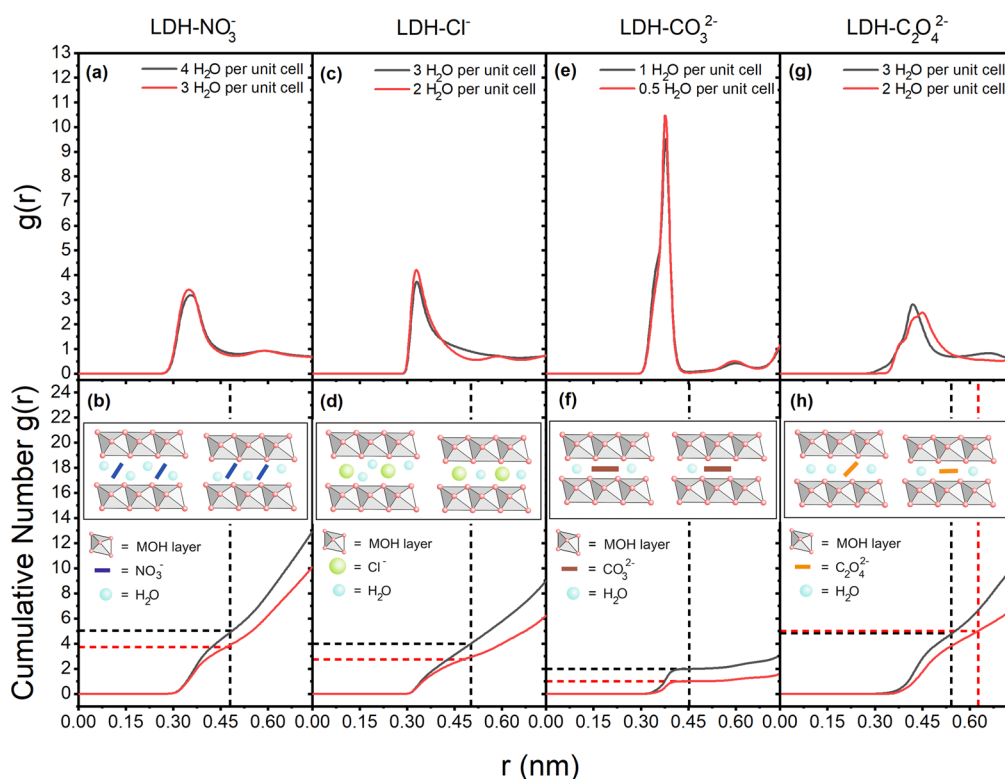 LDH-NO₃⁻ LDH-Cl⁻ LDH-CO₃²⁻ LDH-C₂O₄²⁻
(a) 4 H₂O per unit cell
3 H₂O per unit cell
(c) 3 H₂O per unit cell
2 H₂O per unit cell
(e) 1 H₂O per unit cell
0.5 H₂O per unit cell
(g) 3 H₂O per unit cell
2 H₂O per unit cell
g(r)
13
12
11
10
9
8
7
6
5
4
3
2
1
0
(b)
= MOH layer
= NO₃⁻
= H₂O
(d)
= MOH layer
= Cl⁻
= H₂O
(f)
= MOH layer
= CO₃²⁻
= H₂O
(h)
= MOH layer
= C₂O₄²⁻
= H₂O
Cumulative Number g(r)
24
22
20
18
16
14
12
10
8
6
4
2
0
0.00 0.15 0.30 0.45 0.60 0.00 0.15 0.30 0.45 0.60 0.00 0.15 0.30 0.45 0.60 0.00 0.15 0.30 0.45 0.60
r (nm)